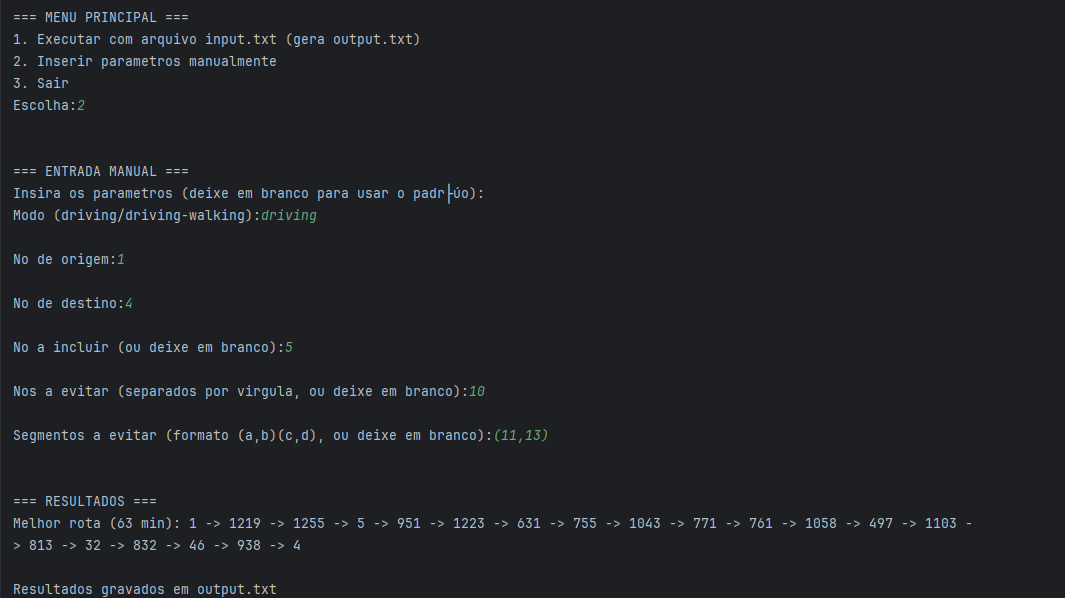 === MENU PRINCIPAL ===
1. Executar com arquivo input.txt (gera output.txt)
2. Inserir parametros manualmente
3. Sair
Escolha:2
=== ENTRADA MANUAL ===
Insira os parametros (deixe em branco para usar o padr├úo):
Modo (driving/driving-walking):driving
No de origem:1
No de destino:4
No a incluir (ou deixe em branco):5
Nos a evitar (separados por virgula, ou deixe em branco):10
Segmentos a evitar (formato (a,b)(c,d), ou deixe em branco):(11,13)
=== RESULTADOS ===
Melhor rota (63 min): 1 -> 1219 -> 1255 -> 5 -> 951 -> 1223 -> 631 -> 755 -> 1043 -> 771 -> 761 -> 1058 -> 497 -> 1103 -
> 813 -> 32 -> 832 -> 46 -> 938 -> 4
Resultados gravados em output.txt